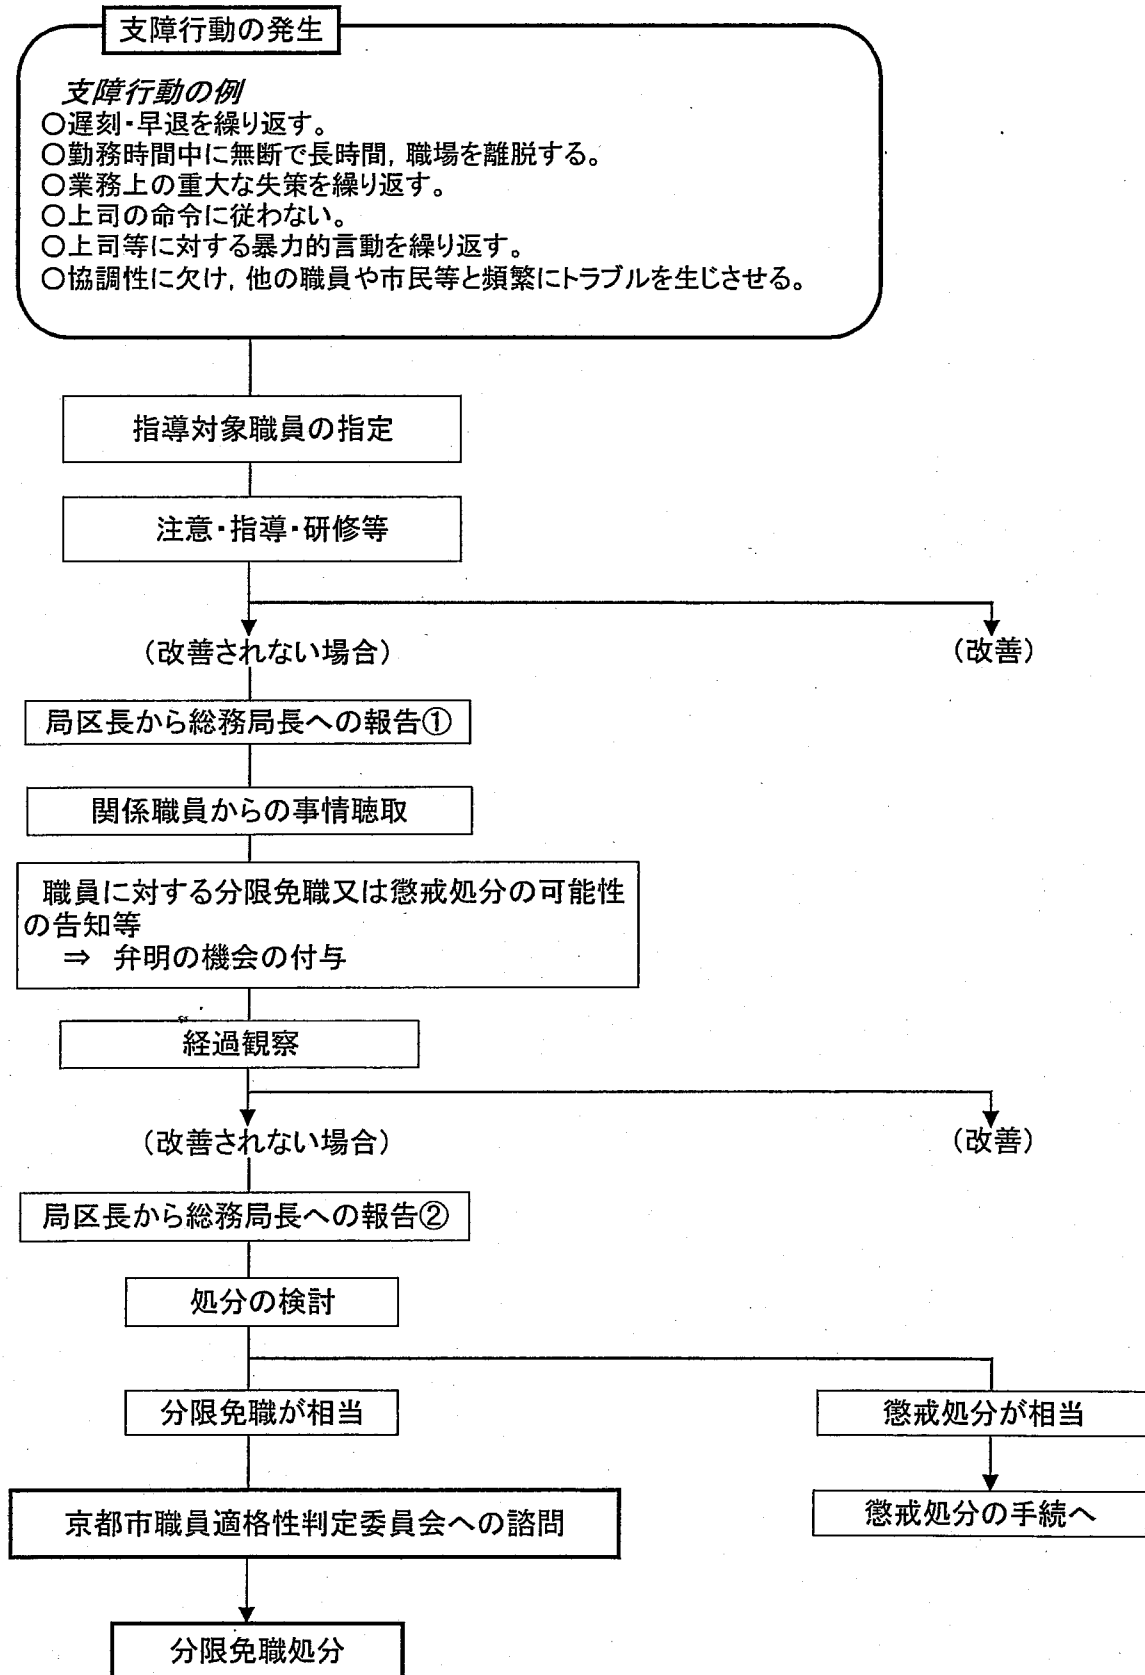 支障行動の発生
支障行動の例
○遅刻・早退を繰り返す。
○勤務時間中に無断で長時間，職場を離脱する。
○業務上の重大な失策を繰り返す。
○上司の命令に従わない。
○上司等に対する暴力的言動を繰り返す。
○協調性に欠け，他の職員や市民等と頻繁にトラブルを生じさせる。
指導対象職員の指定
注意・指導・研修等
（改善されない場合）
（改善）
局区長から総務局長への報告①
関係職員からの事情聴取
職員に対する分限免職又は懲戒処分の可能性
の告知等
⇒ 弁明の機会の付与
経過観察
（改善されない場合）
（改善）
局区長から総務局長への報告②
処分の検討
分限免職が相当
懲戒処分が相当
京都市職員適格性判定委員会への諮問
懲戒処分の手続へ
分限免職処分